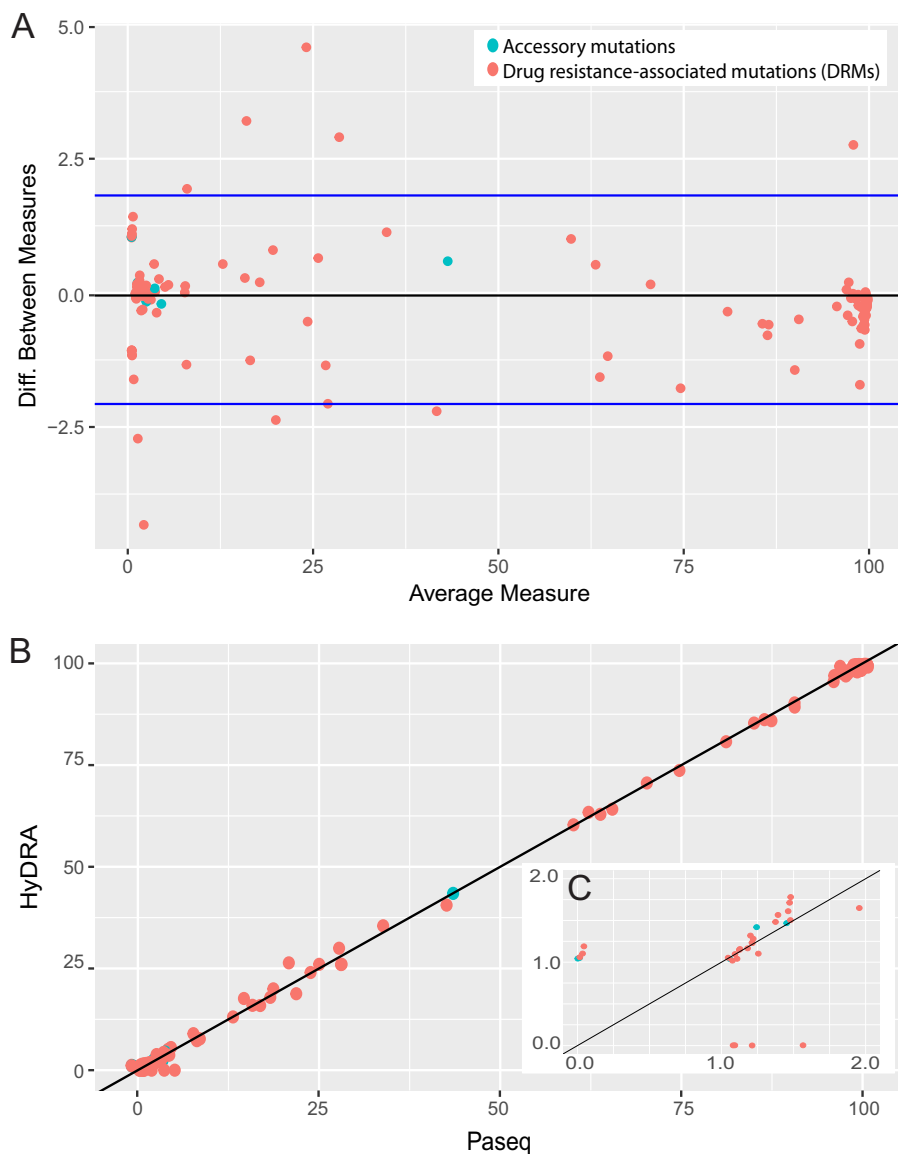 A
5.0
Accessory mutations
Drug resistance-associated mutations (DRMs)
2.5
0.0
−2.5
Diff. Between Measures
0
25
50
75
100
Average Measure
B
100
75
50
25
0
HyDRA
C
2.0
1.0
0.0
0.0
1.0
2.0
0
25
50
75
100
Paseq